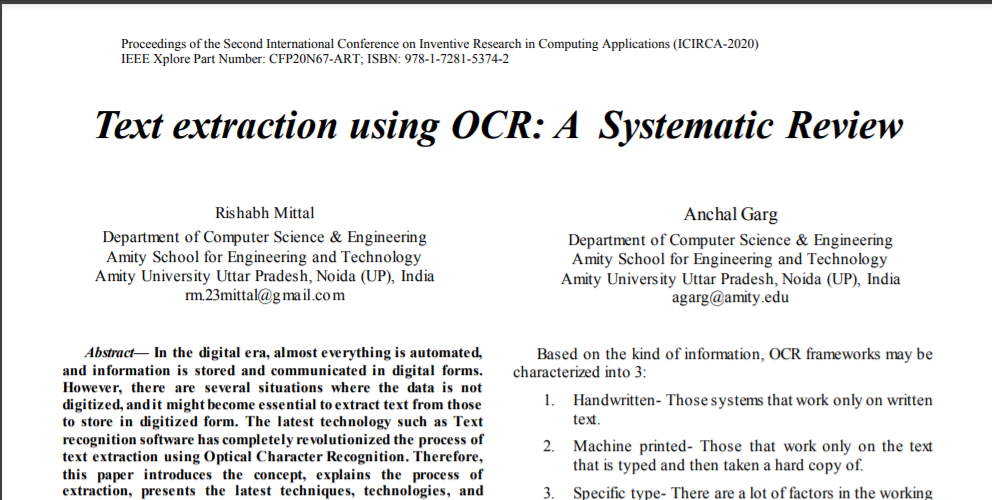 Proceedings of the Second International Conference on Inventive Research in Computing Applications (ICIRCA-2020)
IEEE Xplore Part Number: CFP20N67-ART; ISBN: 978-1-7281-5374-2
Text extraction using OCR: A Systematic Review
Rishabh Mittal
Department of Computer Science & Engineering
Amity School for Engineering and Technology
Amity University Uttar Pradesh, Noida (UP), India
rm.23mittal@gmail.com
Anchal Garg
Department of Computer Science & Engineering
Amity School for Engineering and Technology
Amity University Uttar Pradesh, Noida (UP), India
agarg@amity.edu
Abstract— In the digital era, almost everything is automated,
and information is stored and communicated in digital forms.
However, there are several situations where the data is not
digitized, and it might become essential to extract text from those
to store in digitized form. The latest technology such as Text
recognition software has completely revolutionized the process of
text extraction using Optical Character Recognition. Therefore,
this paper introduces the concept, explains the process of
extraction, presents the latest techniques, technologies, and
Based on the kind of information, OCR frameworks may be
characterized into 3:
1. Handwritten- Those systems that work only on written
text.
2. Machine printed- Those that work only on the text
that is typed and then taken a hard copy of.
3. Specific type- There are a lot of factors in the working